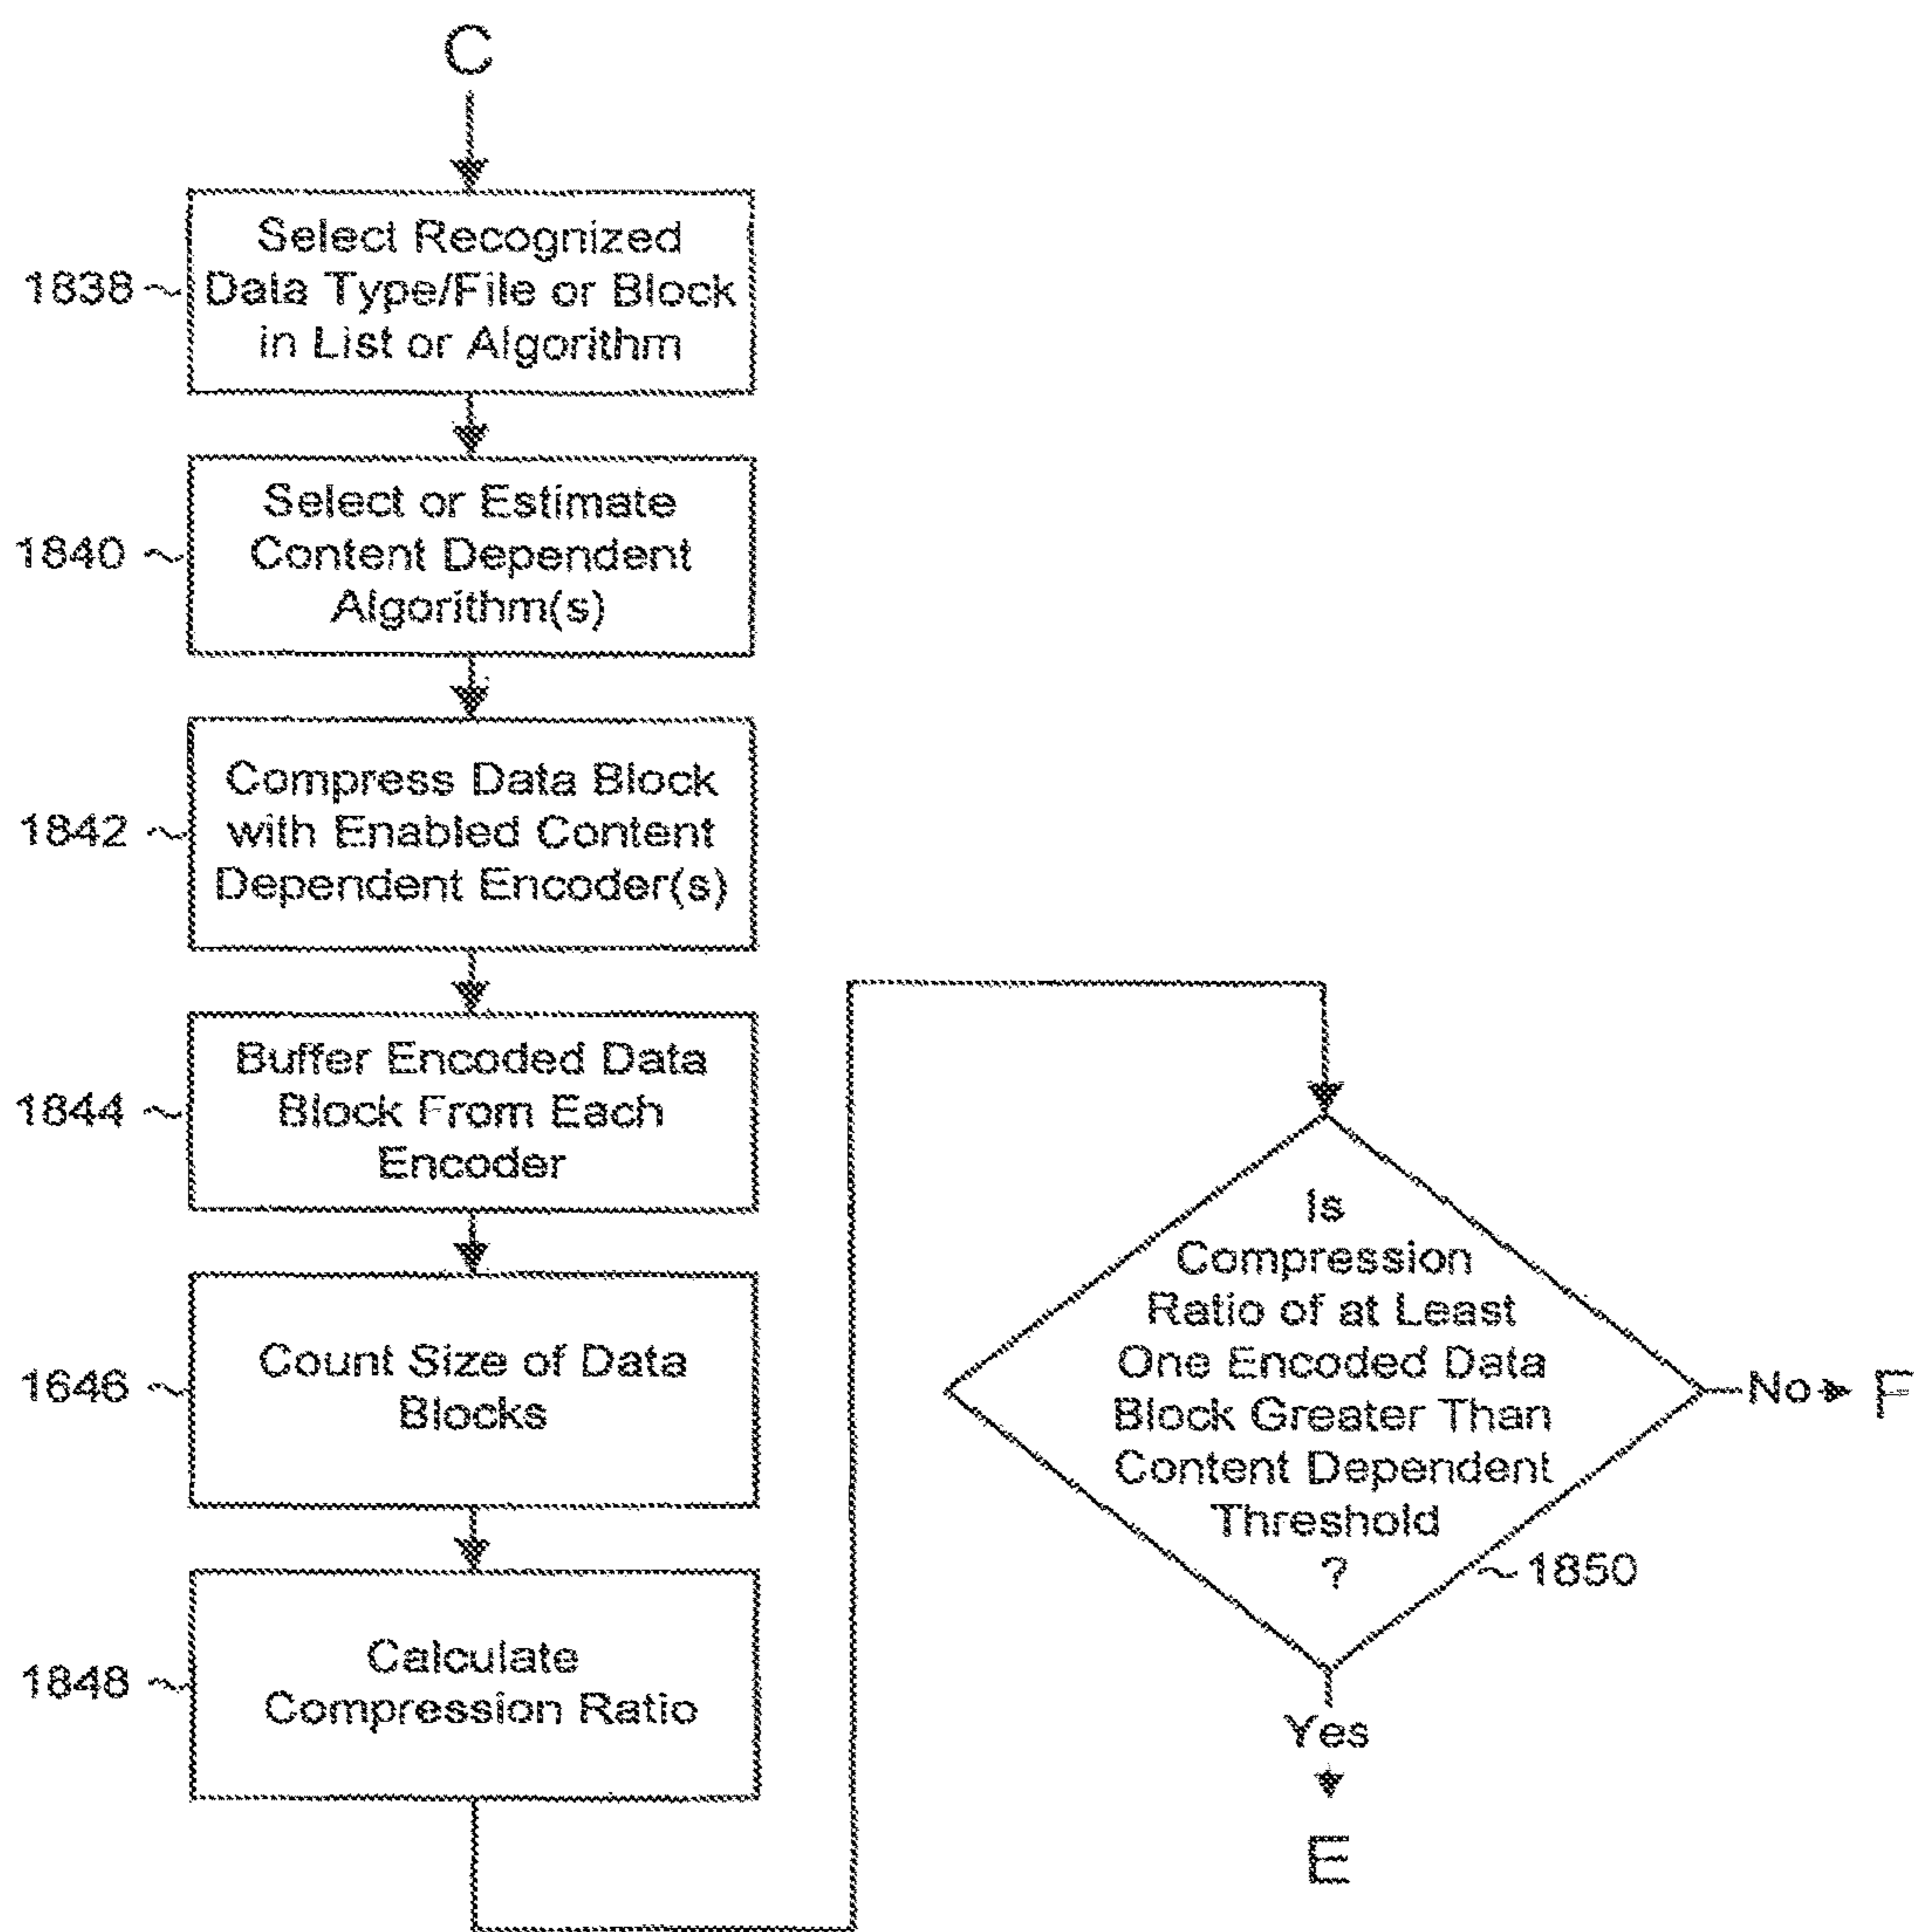 C
1838
Select Recognized
Data Type/File or Block
in List or Algorithm
1840
Select or Estimate
Content Dependent
Algorithm(s)
1842
Compress Data Block
with Enabled Content
Dependent Encoder(s)
1844
Buffer Encoded Data
Block From Each
Encoder
1646
Count Size of Data
Blocks
1848
Calculate
Compression Ratio
Is
Compression
Ratio of at Least
One Encoded Data
Block Greater Than
Content Dependent
Threshold
?
1850
No
F
Yes
E